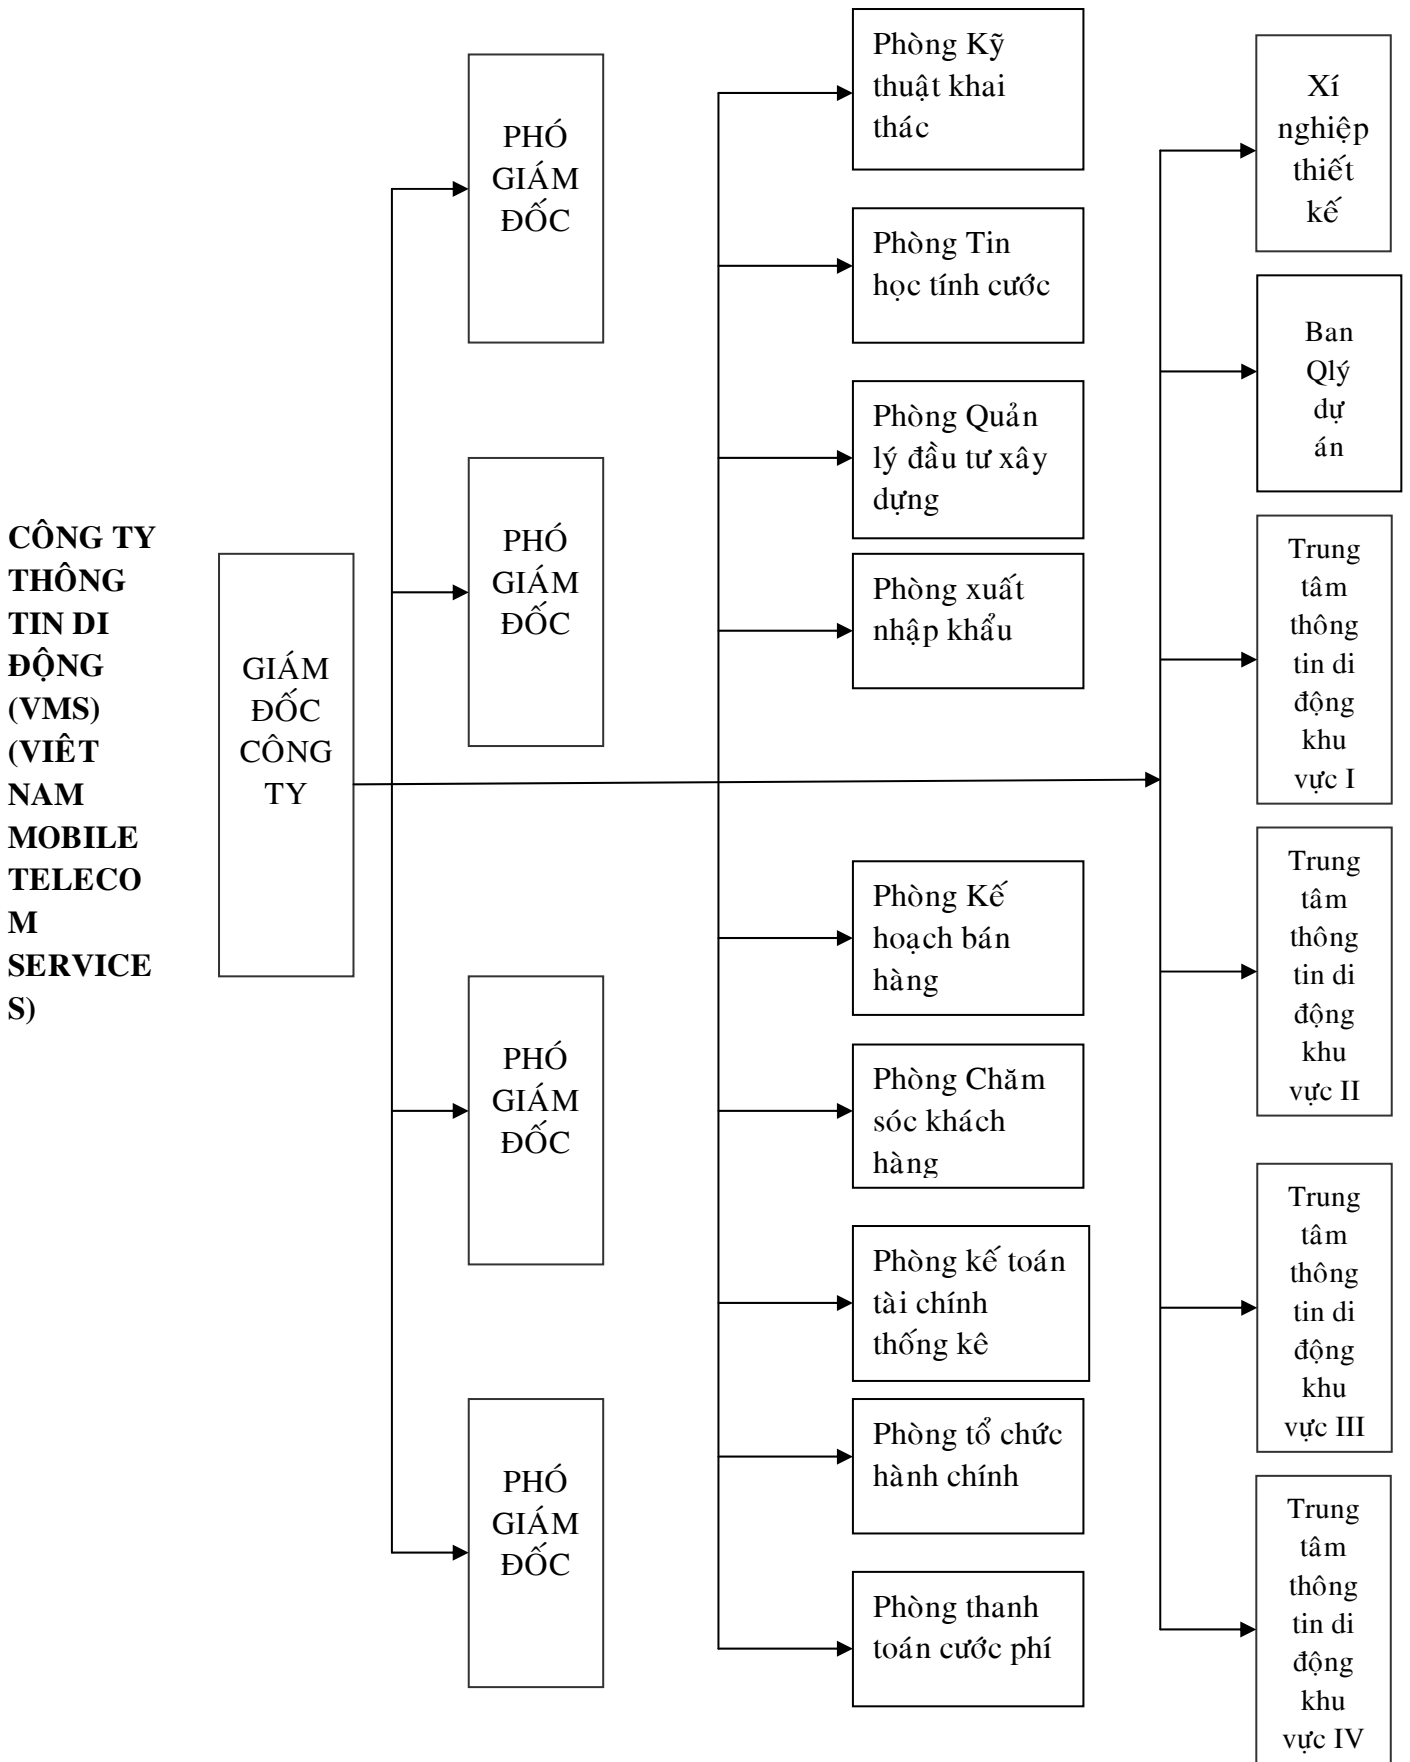 CÔNG TY
THÔNG
TIN DI
ĐỘNG
(VMS)
(VIÊT
NAM
MOBILE
TELECO
M
SERVICE
S)
GIÁM
ĐỐC
CÔNG
TY
PHÓ
GIÁM
ĐỐC
PHÓ
GIÁM
ĐỐC
PHÓ
GIÁM
ĐỐC
PHÓ
GIÁM
ĐỐC
Phòng Kỹ
thuật khai
thác
Phòng Tin
học tính cước
Phòng Quản
lý đầu tư xây
dựng
Phòng xuất
nhập khẩu
Phòng Kế
hoạch bán
hàng
Phòng Chăm
sóc khách
hàng
Phòng kế toán
tài chính
thống kê
Phòng tổ chức
hành chính
Phòng thanh
toán cước phí
Xí
nghiệp
thiết
kế
Ban
Qlý
dự
án
Trung
tâm
thông
tin di
động
khu
vực I
Trung
tâm
thông
tin di
động
khu
vực II
Trung
tâm
thông
tin di
động
khu
vực III
Trung
tâm
thông
tin di
động
khu
vực IV